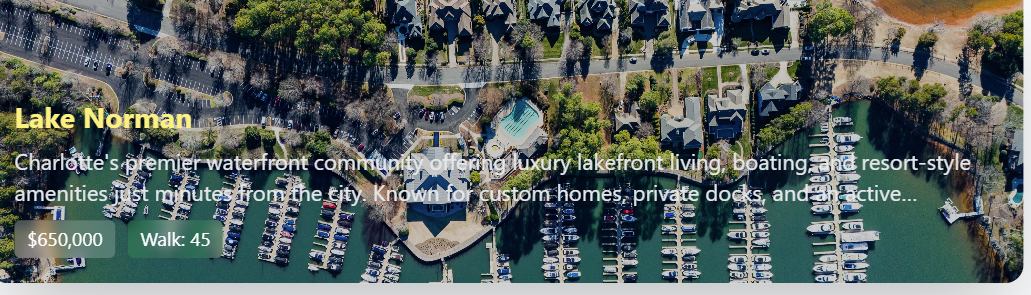 Lake Norman
Charlotte's premier waterfront community offering luxury lakefront living, boating, and resort-style
amenities just minutes from the city. Known for custom homes, private docks, and an active...
$650,000
Walk: 45